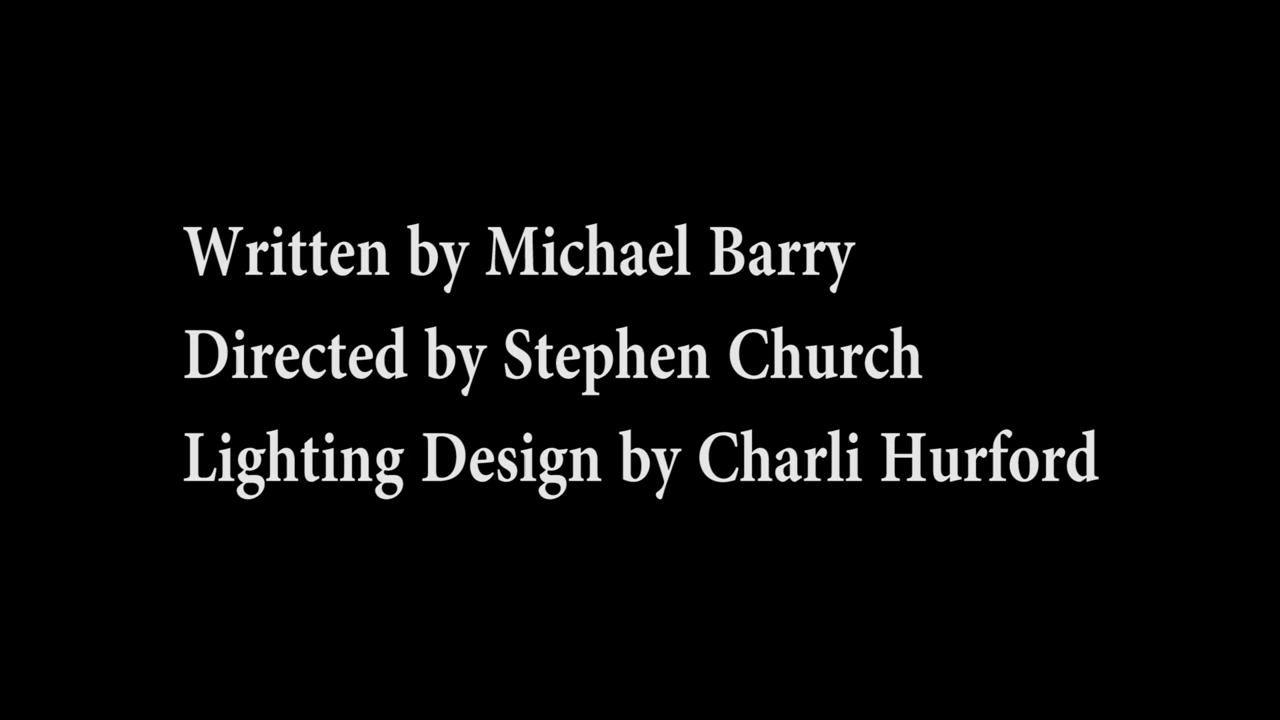 Written by Michael Barry
Directed by Stephen Church
Lighting Design by Charli Hurford